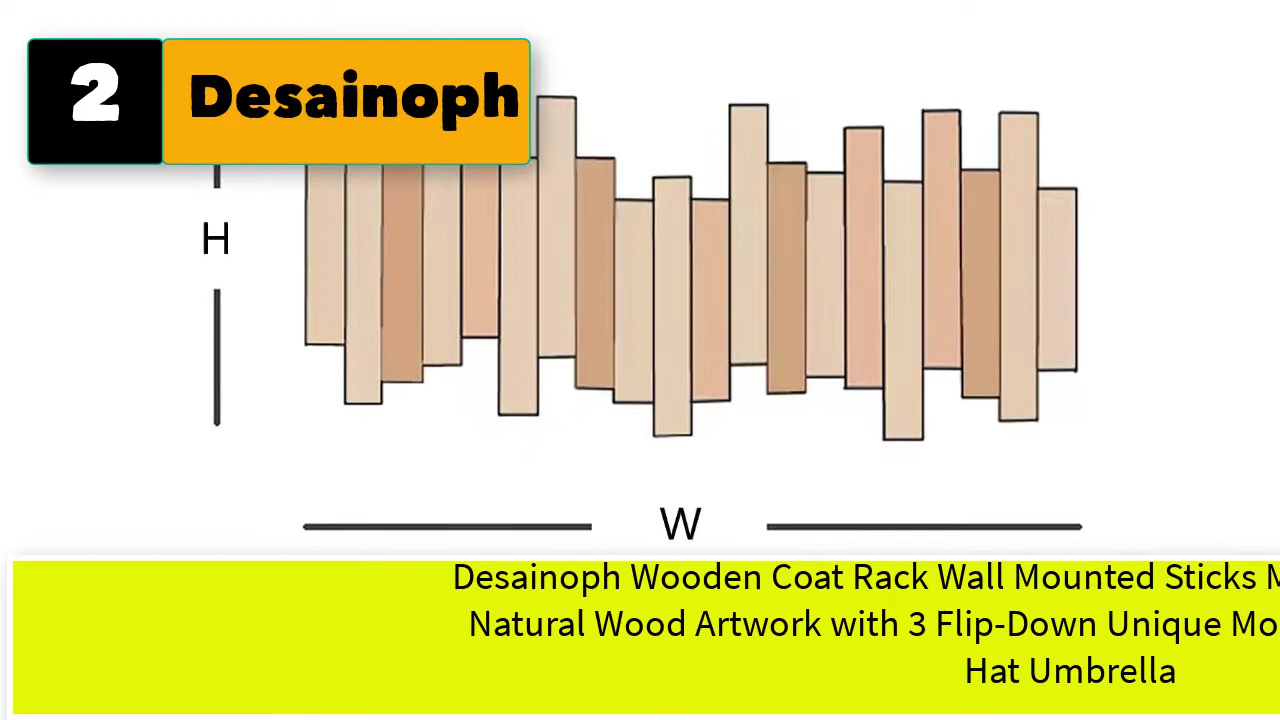 2 Desainoph
H
W
Desainoph Wooden Coat Rack Wall Mounted Sticks
Natural Wood Artwork with 3 Flip-Down Unique
Hat Umbrella